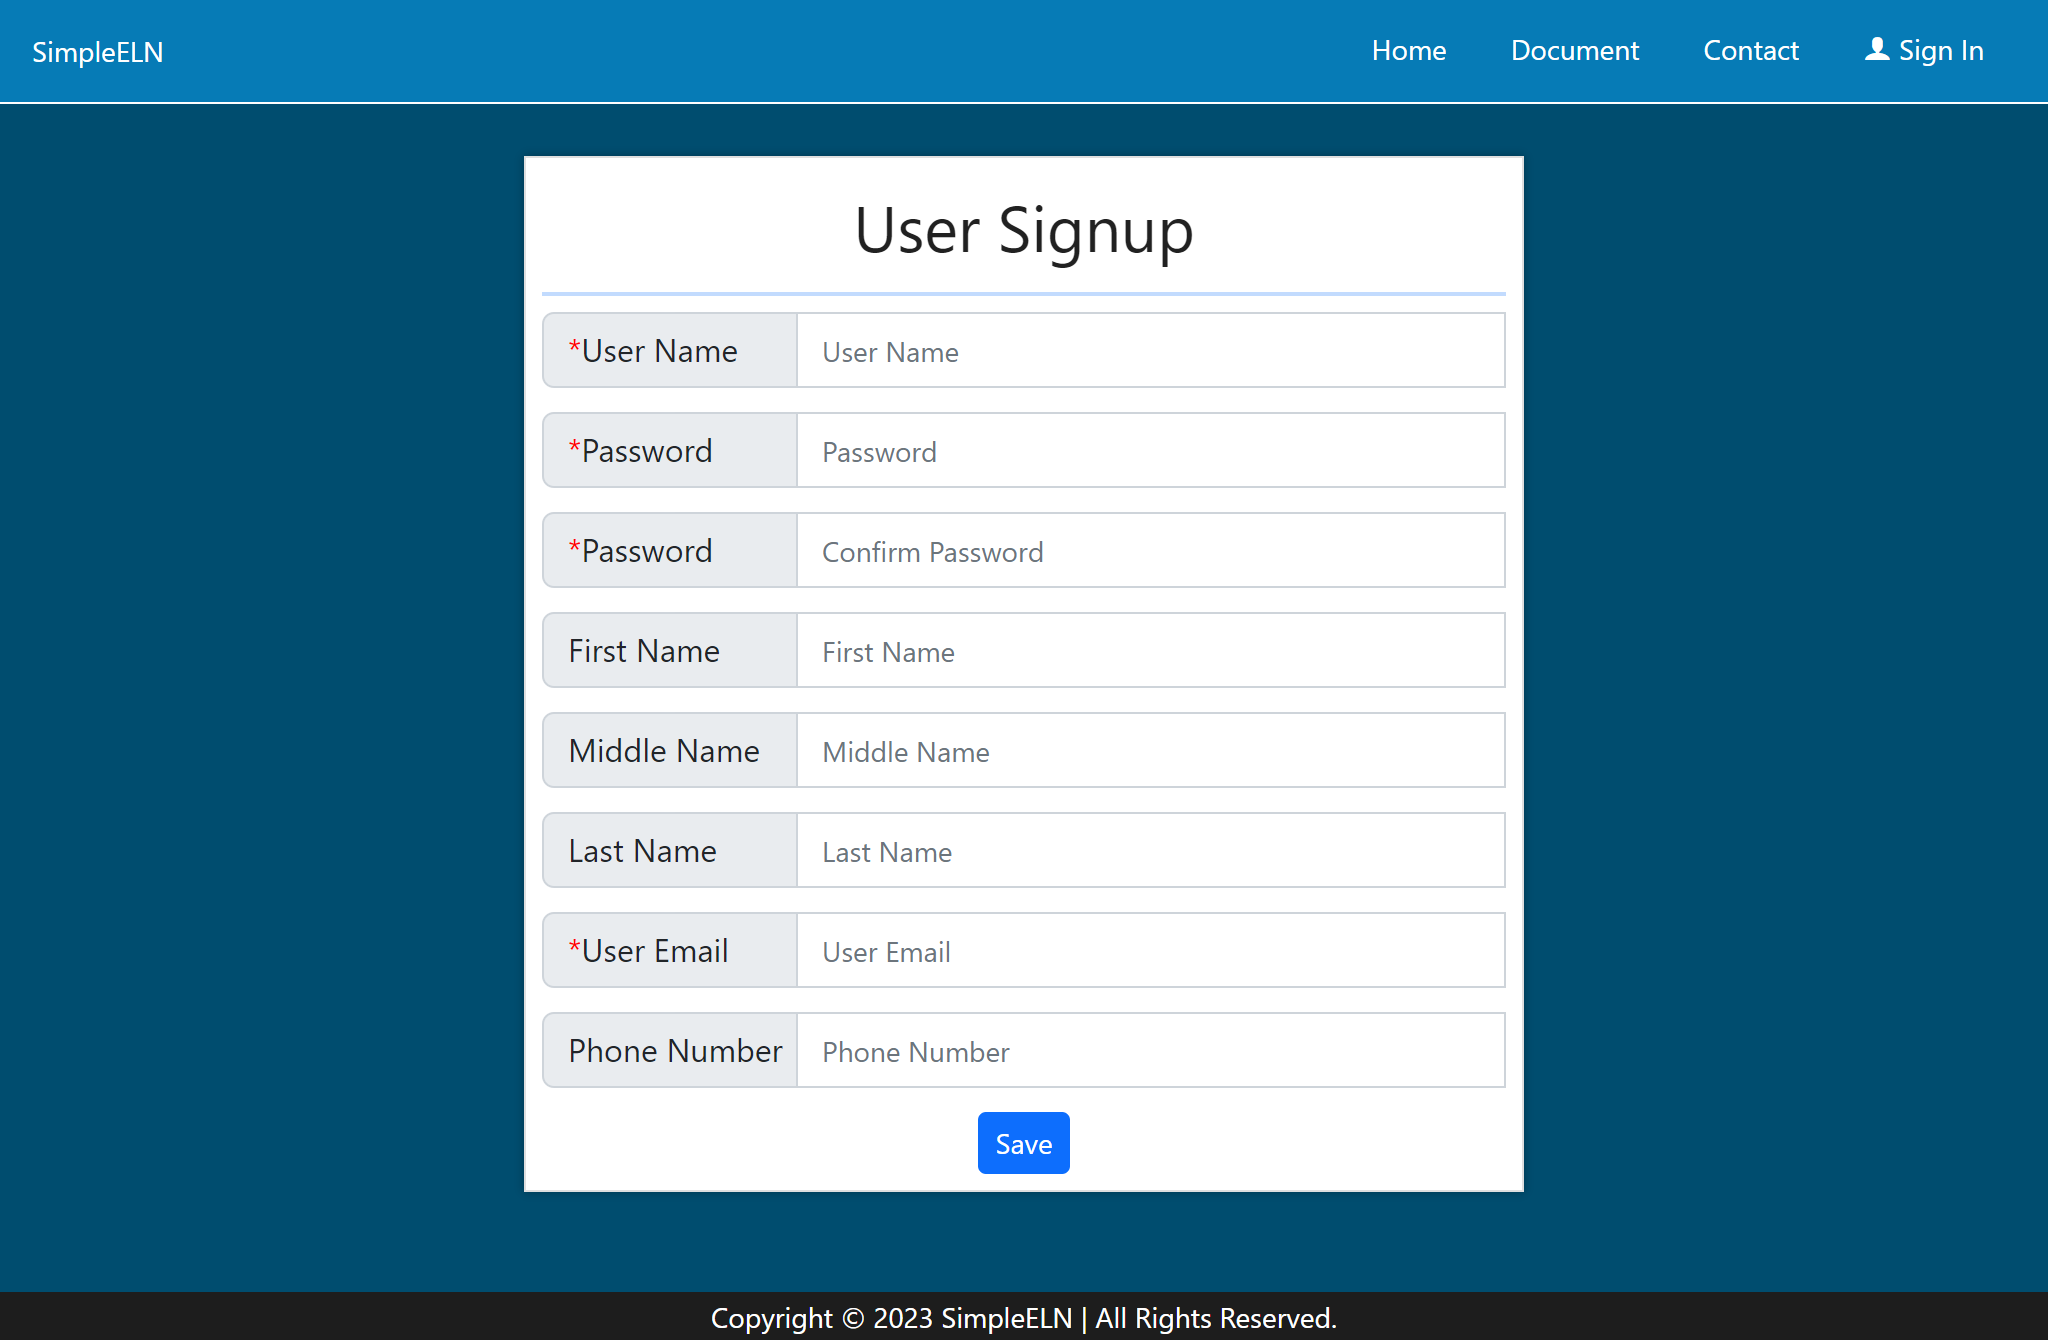 SimpleELN Home Document Contact Sign In
User Signup
*User Name User Name
*Password Password
*Password Confirm Password
First Name First Name
Middle Name Middle Name
Last Name Last Name
*User Email User Email
Phone Number Phone Number
Save
Copyright © 2023 SimpleELN | All Rights Reserved.